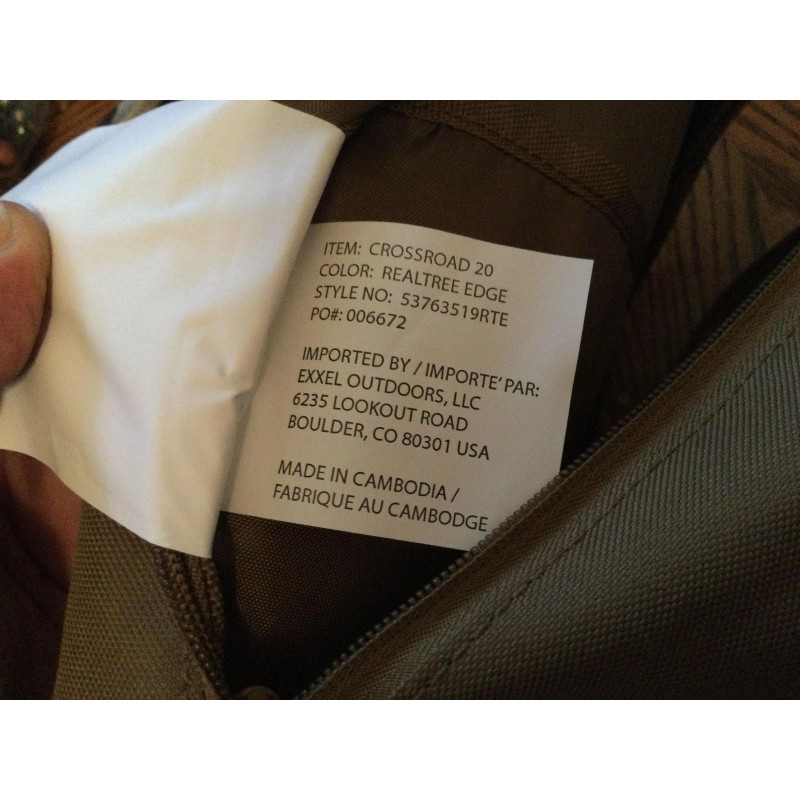 ITEM: CROSSROAD 20
COLOR: REALTREE EDGE
STYLE NO: 53763519RTE
PO#: 006672
IMPORTED BY / IMPORTE' PAR:
EXXEL OUTDOORS, LLC
6235 LOOKOUT ROAD
BOULDER, CO 80301 USA
MADE IN CAMBODIA /
FABRIQUE AU CAMBODGE